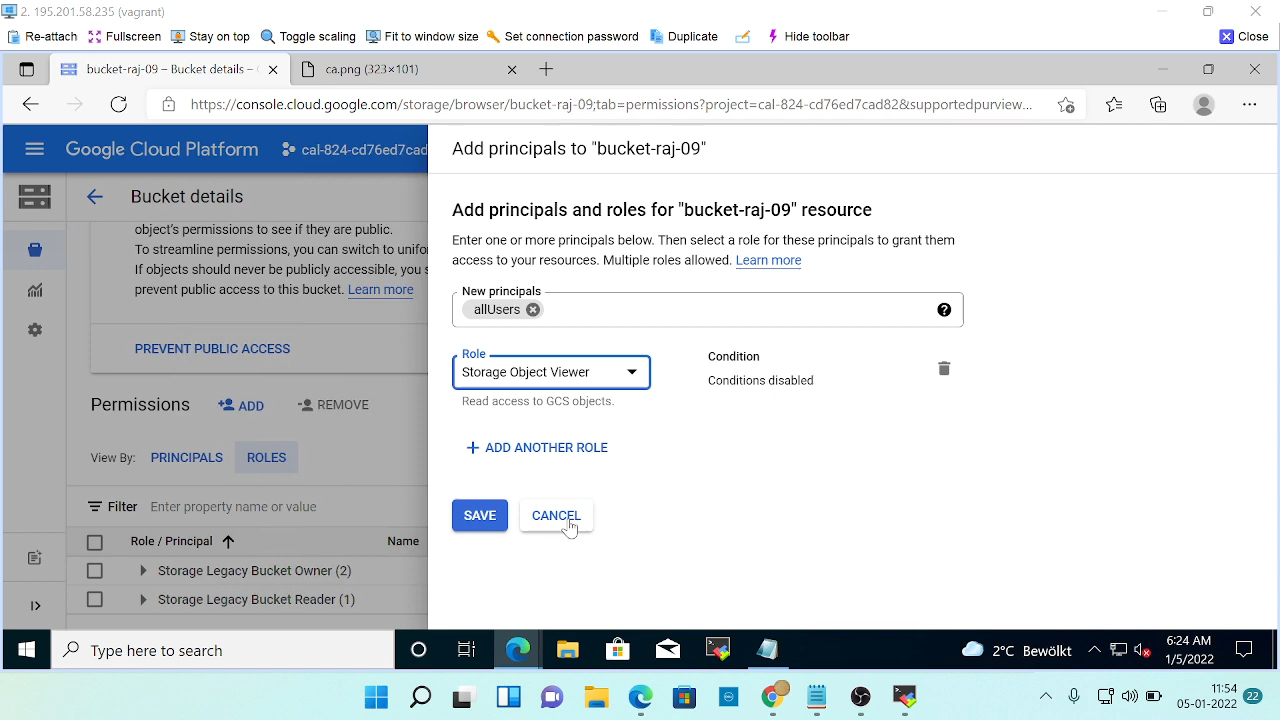 2. 195.201.58.235 (vagrant)
Re-attach Fullscreen Stay on top Toggle scaling Fit to window size Set connection password Duplicate Hide toolbar Close
bucket-raj-09 – Bucket details – ca.png (323×101)
https://console.cloud.google.com/storage/browser/bucket-raj-09;tab=permissions?project=cal-824-cd76ed7cad82&supportedpurview...
Google Cloud Platform cal-824-cd76ed7cad
Add principals to "bucket-raj-09"
Bucket details
object's permissions to see if they are public.
To streamline permissions, you can switch to unifo
If objects should never be publicly accessible, you s
prevent public access to this bucket. Learn more
PREVENT PUBLIC ACCESS
Permissions ADD REMOVE
View By: PRINCIPALS ROLES
Filter Enter property name or value
Role / Principal Name
Storage Legacy Bucket Owner (2)
Storage Legacy Bucket Reader (1)
Add principals and roles for "bucket-raj-09" resource
Enter one or more principals below. Then select a role for these principals to grant them
access to your resources. Multiple roles allowed. Learn more
New principals
allUsers
Role
Storage Object Viewer
Read access to GCS objects.
Condition
Conditions disabled
ADD ANOTHER ROLE
SAVE CANCEL
Type here to search
2°C Bewölkt
6:24 AM
1/5/2022
11:54
05-01-2022
22